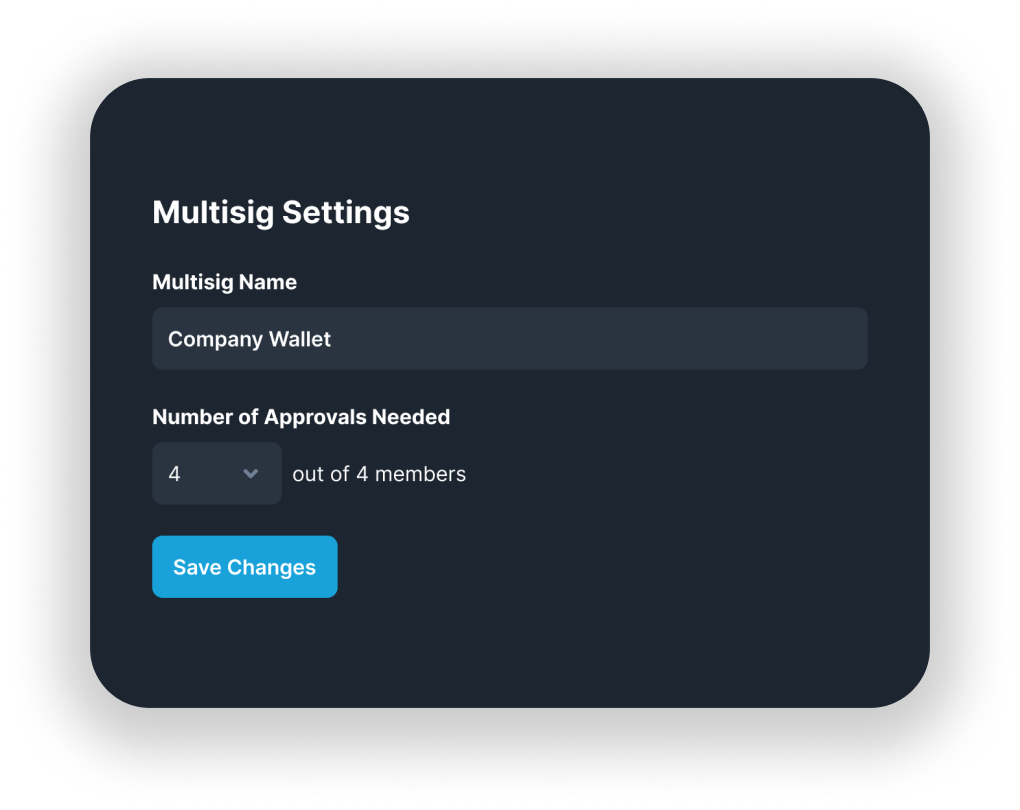 Multisig Settings
Multisig Name
Company Wallet
Number of Approvals Needed
4 out of 4 members
Save Changes